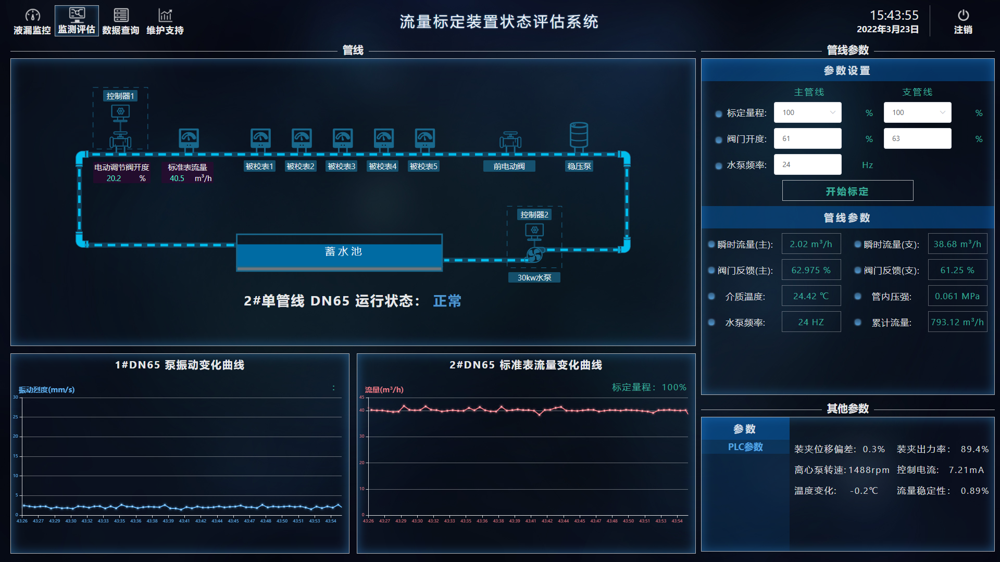 液漏监控 监测评估 数据查询 维护支持
流量标定装置状态评估系统
15:43:55
2022年3月23日
注销
管线
控制器1
电动调节阀开度
20.2 %
标准表流量
40.5 m³/h
被校表1 被校表2 被校表3 被校表4 被校表5
前电动阀
稳压泵
控制器2
30kw水泵
蓄水池
2#单管线 DN65 运行状态： 正常
管线参数
参数设置
主管线 支管线
标定量程: 100 % 100 %
阀门开度: 61 % 63 %
水泵频率: 24 Hz
开始标定
管线参数
瞬时流量(主): 2.02 m³/h 瞬时流量(支): 38.68 m³/h
阀门反馈(主): 62.975 % 阀门反馈(支): 61.25 %
介质温度: 24.42 ℃ 管内压强: 0.061 MPa
水泵频率: 24 HZ 累计流量: 793.12 m³/h
1#DN65 泵振动变化曲线
振动烈度(mm/s) :
30
25
20
15
10
5
0
43:26 43:27 43:29 43:30 43:32 43:33 43:35 43:36 43:38 43:39 43:41 43:42 43:44 43:45 43:47 43:48 43:50 43:51 43:53 43:54
2#DN65 标准表流量变化曲线
流量(m³/h) 标定量程：100%
45
40
30
20
10
0
43:26 43:27 43:29 43:30 43:32 43:33 43:35 43:36 43:38 43:39 43:41 43:42 43:44 43:45 43:47 43:48 43:50 43:51 43:53 43:54
其他参数
参数
PLC参数
装夹位移偏差: 0.3% 装夹出力率: 89.4%
离心泵转速: 1488rpm 控制电流: 7.21mA
温度变化: -0.2℃ 流量稳定性: 0.89%